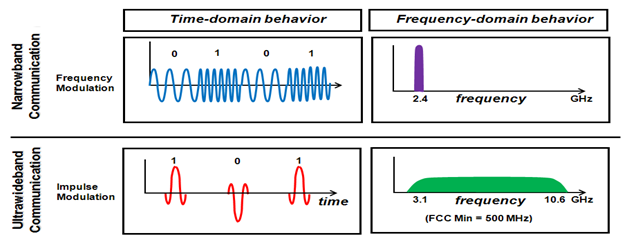 Time-domain behavior
Frequency-domain behavior
Narrowband
Communication
Frequency
Modulation
0 1 0 1
2.4 frequency GHz
Ultrawideband
Communication
Impulse
Modulation
1 0 1
time
3.1 frequency 10.6 GHz
(FCC Min = 500 MHz)